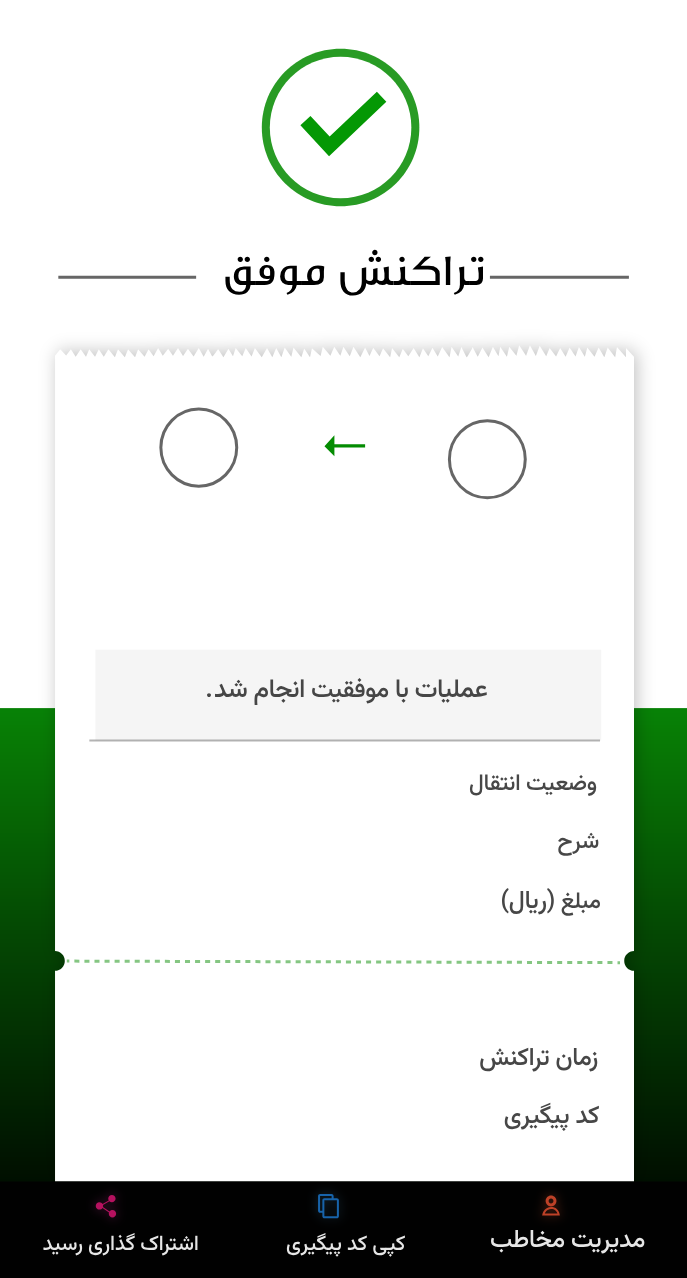 تراکنش موفق
عملیات با موفقیت انجام شد.
وضعیت انتقال
شرح
مبلغ (ریال)
زمان تراکنش
کد پیگیری
مدیریت مخاطب
کپی کد پیگیری
اشتراک گذاری رسید